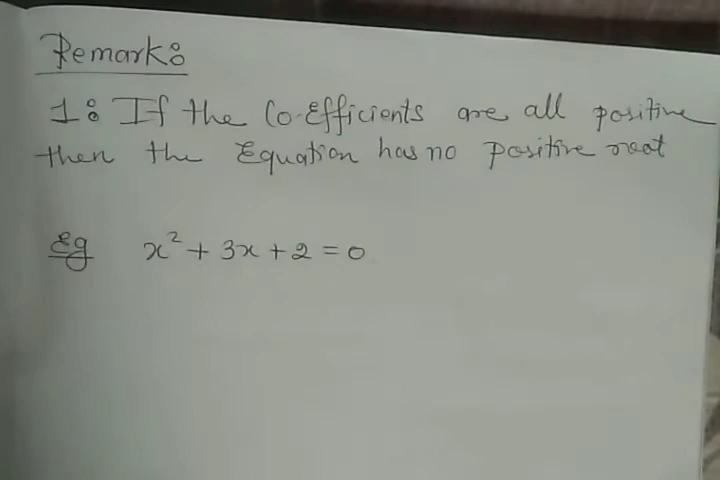 Remark:
1: If the Co-Efficients are all positive
then the Equation has no Positive root
Eg x² + 3x + 2 = 0